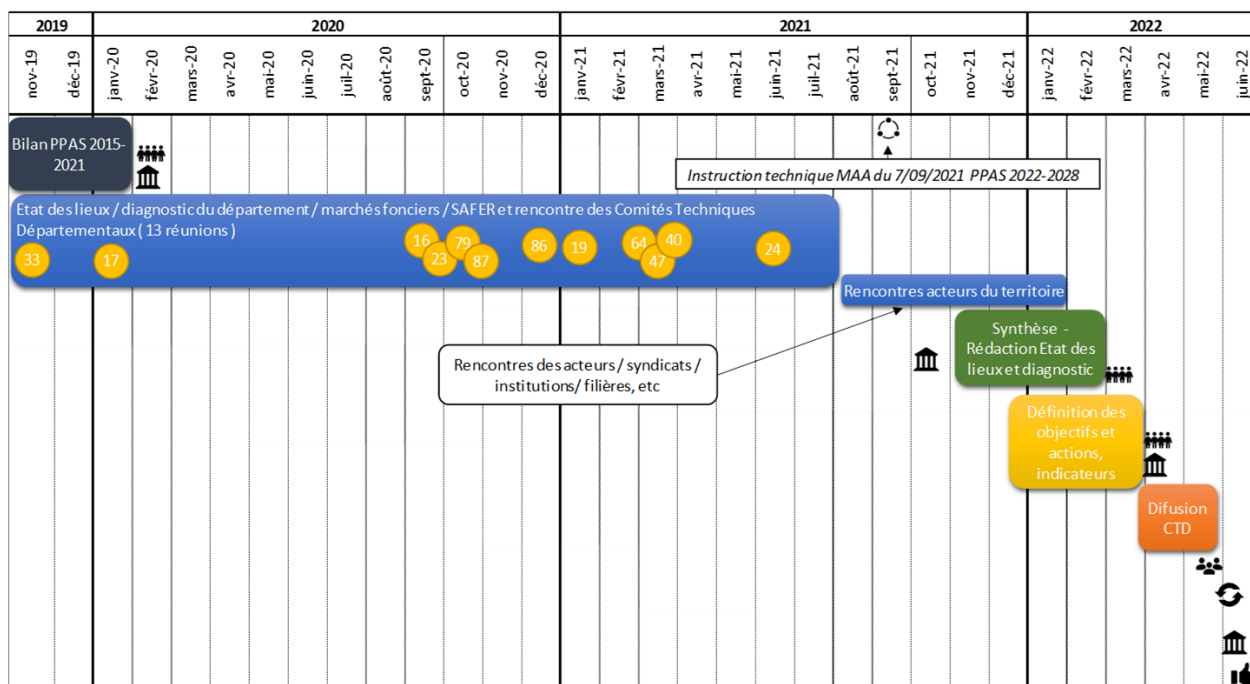 2019 2020 2021 2022
nov-19 déc-19 janv-20 févr-20 mars-20 avr-20 mai-20 juin-20 juil-20 août-20 sept-20 oct-20 nov-20 déc-20 janv-21 févr-21 mars-21 avr-21 mai-21 juin-21 juil-21 août-21 sept-21 oct-21 nov-21 déc-21 janv-22 févr-22 mars-22 avr-22 mai-22 juin-22
Bilan PPAS 2015-
2021
Instruction technique MAA du 7/09/2021 PPAS 2022-2028
Etat des lieux / diagnostic du département / marchés fonciers / SAFER et rencontre des Comités Techniques
Départementaux ( 13 réunions )
33 17 16 23 79 87 86 19 64 47 40 24
Rencontres acteurs du territoire
Rencontres des acteurs / syndicats /
institutions/ filières, etc
Synthèse -
Rédaction Etat des
lieux et diagnostic
Définition des
objectifs et
actions,
indicateurs
Difusion
CTD